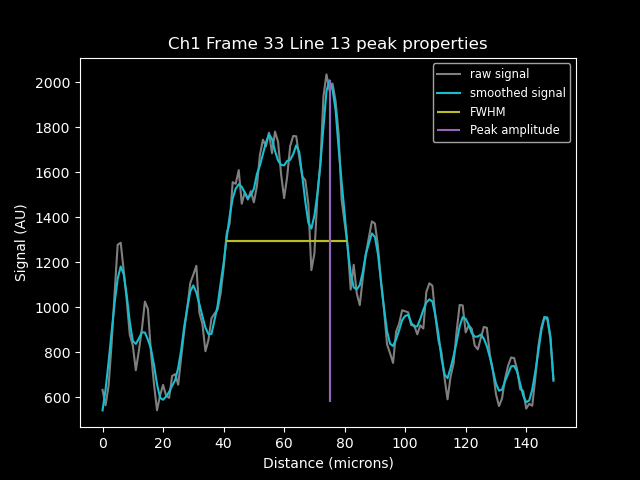 Ch1 Frame 33 Line 13 peak properties
raw signal
smoothed signal
FWHM
Peak amplitude
Signal (AU)
2000
1800
1600
1400
1200
1000
800
600
0 20 40 60 80 100 120 140
Distance (microns)